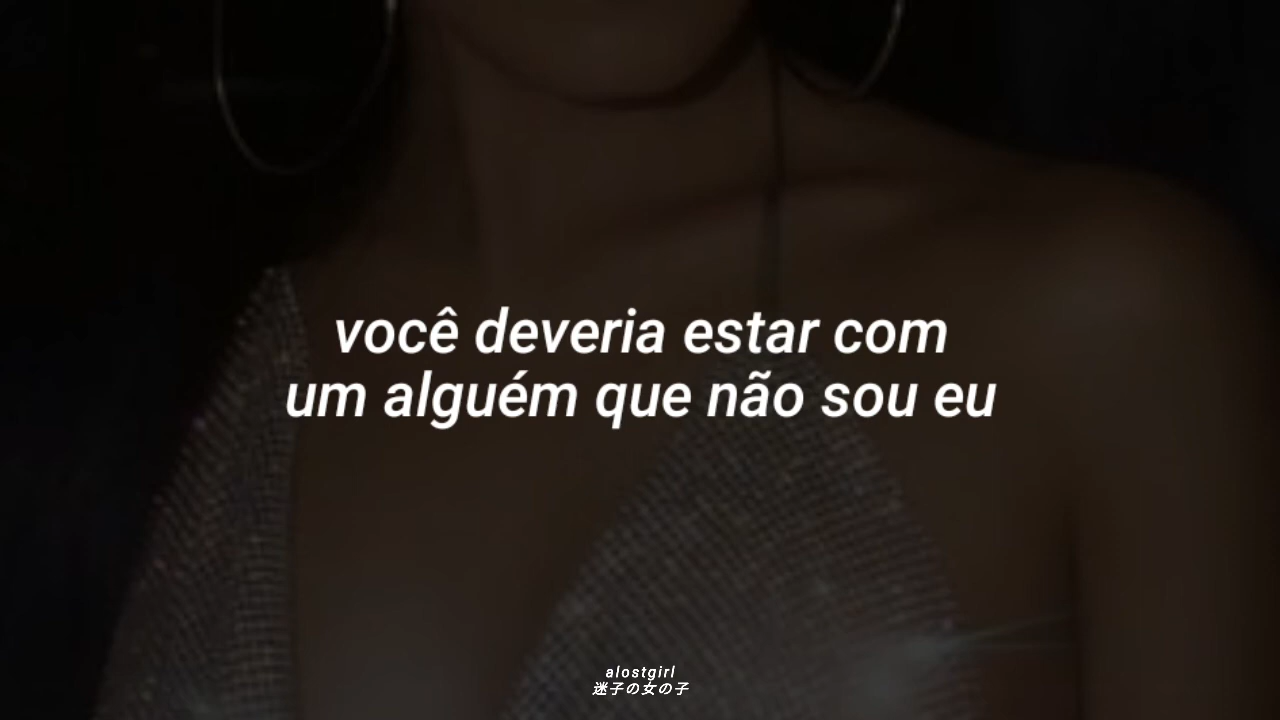 você deveria estar com
um alguém que não sou eu
alostgirl
迷子の女の子